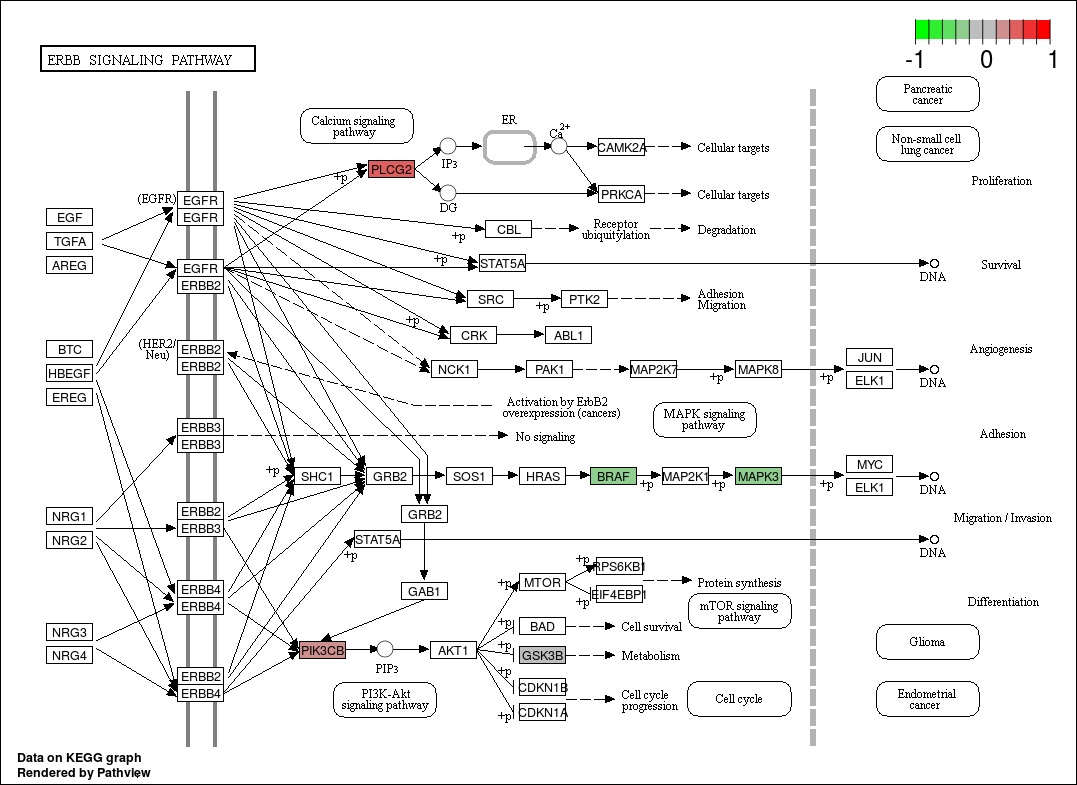 ERBB SIGNALING PATHWAY
-1 0 1
Pancreatic
cancer
Non-small cell
lung cancer
Calcium signaling
pathway
ER
Ca2+
IP3
DG
PLCG2
+p
CAMK2A
Cellular targets
PRKCA
Cellular targets
Proliferation
(EGFR)
EGFR
EGFR
EGF
TGFA
AREG
EGFR
ERBB2
+p
CBL
Receptor
ubiquitylation
Degradation
+p
STAT5A
DNA
Survival
SRC
+p
PTK2
Adhesion
Migration
+p
CRK
ABL1
BTC
HBEGF
EREG
(HER2/
Neu)
ERBB2
ERBB2
NCK1
PAK1
MAP2K7
+p
MAPK8
+p
JUN
ELK1
DNA
Angiogenesis
Activation by ErbB2
overexpression (cancers)
MAPK signaling
pathway
ERBB3
ERBB3
No signaling
Adhesion
+p
SHC1
GRB2
SOS1
HRAS
BRAF
+p
MAP2K1
+p
MAPK3
+p
MYC
ELK1
DNA
NRG1
NRG2
ERBB2
ERBB3
GRB2
STAT5A
+p
DNA
Migration / Invasion
ERBB4
ERBB4
GAB1
+p
MTOR
+p
RPS6KB1
+p
EIF4EBP1
Protein synthesis
mTOR signaling
pathway
Differentiation
NRG3
NRG4
+p
BAD
Cell survival
PIK3CB
PIP3
AKT1
+p
GSK3B
Metabolism
Glioma
ERBB2
ERBB4
PI3K-Akt
signaling pathway
+p
CDKN1B
+p
CDKN1A
Cell cycle
progression
Cell cycle
Endometrial
cancer
Data on KEGG graph
Rendered by Pathview